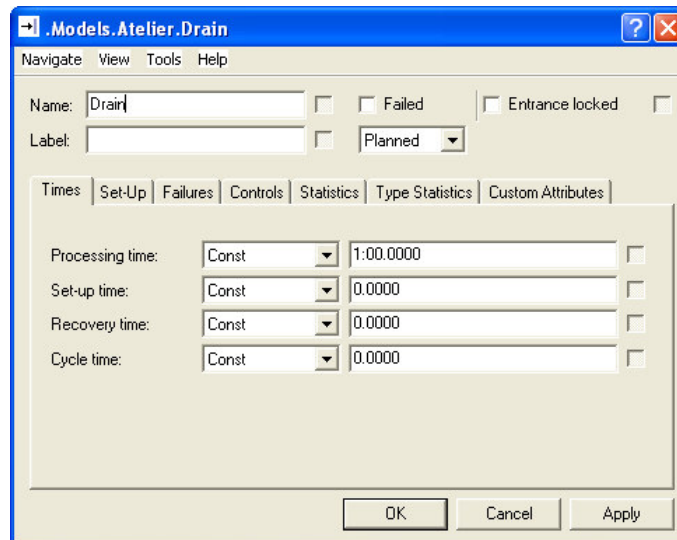 .Models.Atelier.Drain
Navigate View Tools Help
Name: Drain Failed Entrance locked
Label: Planned
Times Set-Up Failures Controls Statistics Type Statistics Custom Attributes
Processing time: Const 1:00.0000
Set-up time: Const 0.0000
Recovery time: Const 0.0000
Cycle time: Const 0.0000
OK Cancel Apply